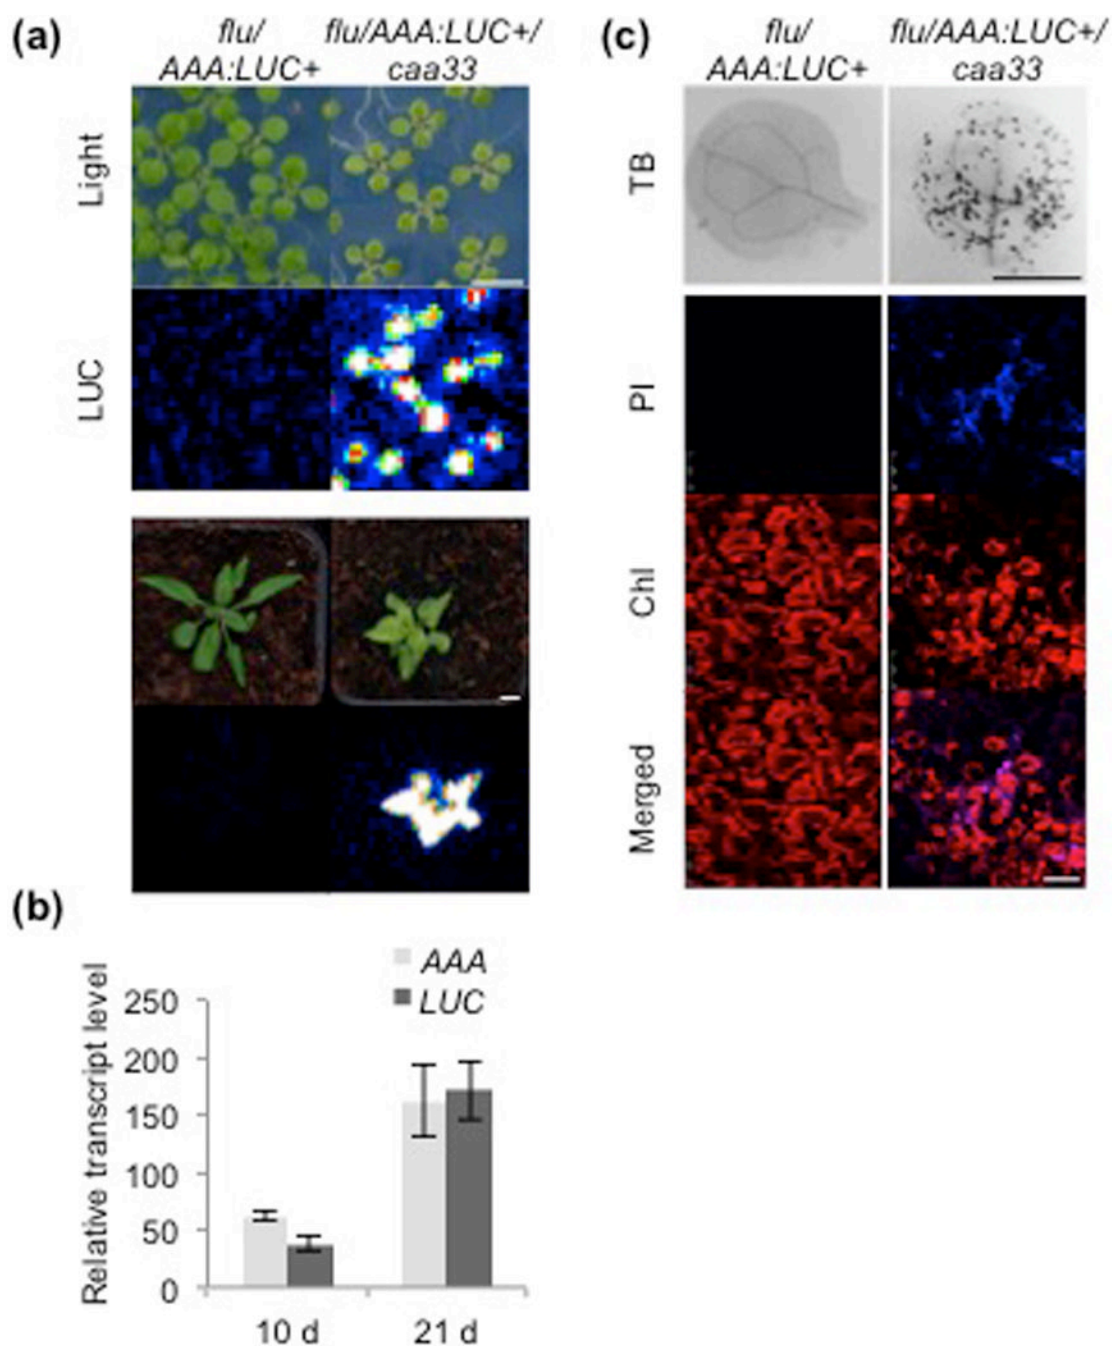 (a)
flu/
AAA:LUC+
flu/AAA:LUC+/
caa33
Light
LUC
(b)
Relative transcript level
AAA
LUC
250
200
150
100
50
0
10 d
21 d
(c)
flu/
AAA:LUC+
flu/AAA:LUC+/
caa33
TB
PI
Chl
Merged